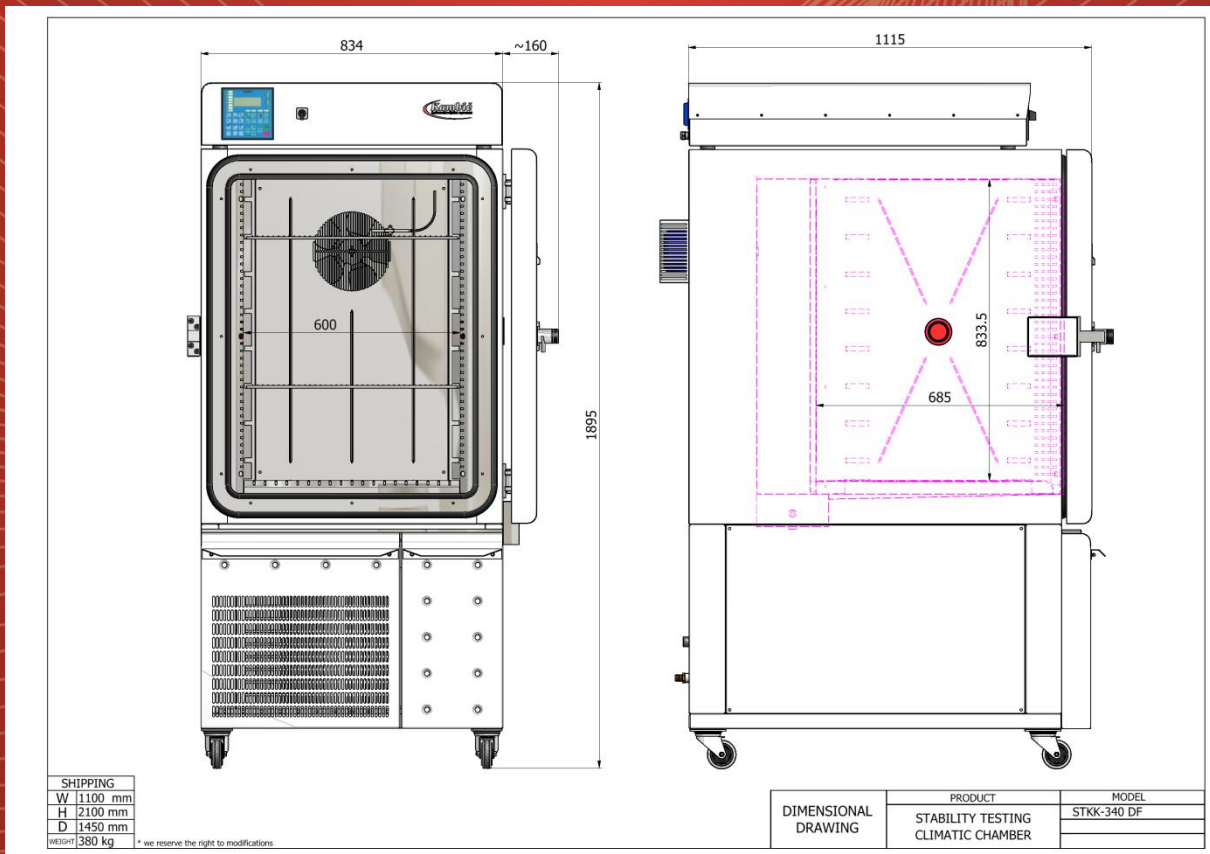 834
~160
1115
Kambič
600
1895
833.5
685
SHIPPING
W 1100 mm
H 2100 mm
D 1450 mm
WEIGHT 380 kg
* we reserve the right to modifications
DIMENSIONAL
DRAWING
PRODUCT
STABILITY TESTING
CLIMATIC CHAMBER
MODEL
STKK-340 DF